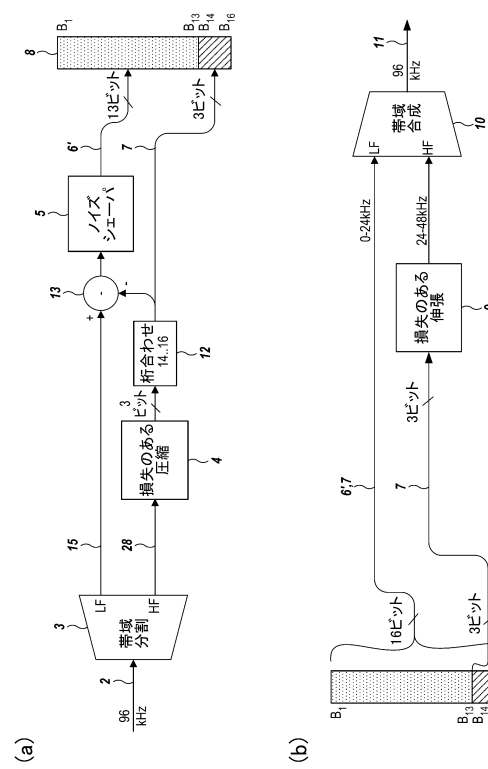 (a)
96
kHz
2
3
帯域
分割
LF
HF
15
28
損失のある
圧縮
4
3
ビット
桁合わせ
14..16
12
+
-
-
13
ノイズ
シェーパ
5
6'
7
13ビット
3ビット
8
B1
B13
B14
B16
(b)
B1
B13
B14
16ビット
3ビット
6',7
7
3ビット
損失のある
伸張
0-24kHz
24-48kHz
LF
HF
帯域
合成
10
96
kHz
11